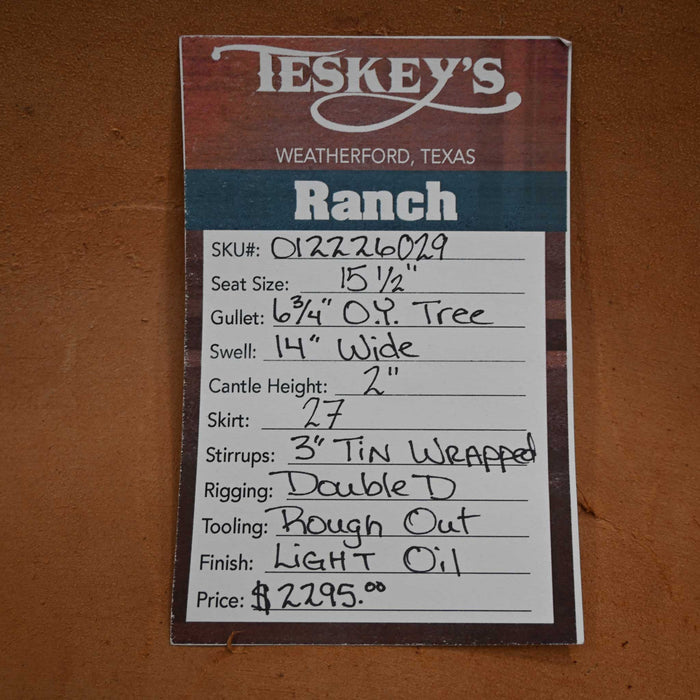 TESKEY'S
WEATHERFORD, TEXAS
Ranch
SKU#: 012226029
Seat Size: 15 1/2"
Gullet: 6 3/4" O.Y. Tree
Swell: 14" Wide
Cantle Height: 2"
Skirt: 27
Stirrups: 3" TiN WRAPPed
Rigging: Double D
Tooling: Rough Out
Finish: LiGHT Oil
Price: $2295.00